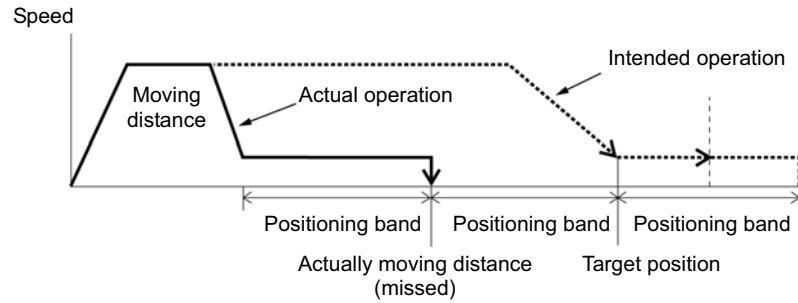 Speed
Intended operation
Moving
distance
Actual operation
Positioning band
Positioning band
Positioning band
Actually moving distance
(missed)
Target position